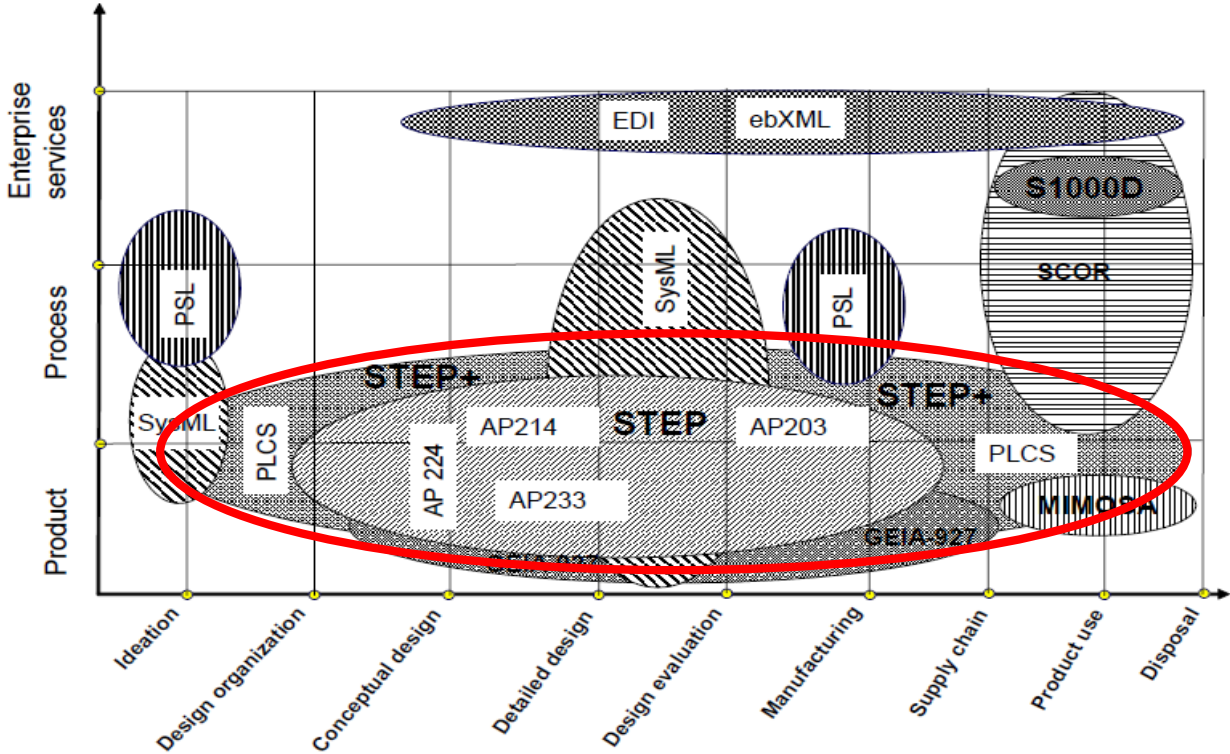 Enterprise
services
Process
Product
EDI
ebXML
S1000D
SCOR
PSL
SysML
PSL
SysML
STEP+
STEP+
PLCS
AP214
STEP
AP203
AP 224
AP233
PLCS
MIMOSA
GEIA-927
GEIA-927
Ideation
Design organization
Conceptual design
Detailed design
Design evaluation
Manufacturing
Supply chain
Product use
Disposal